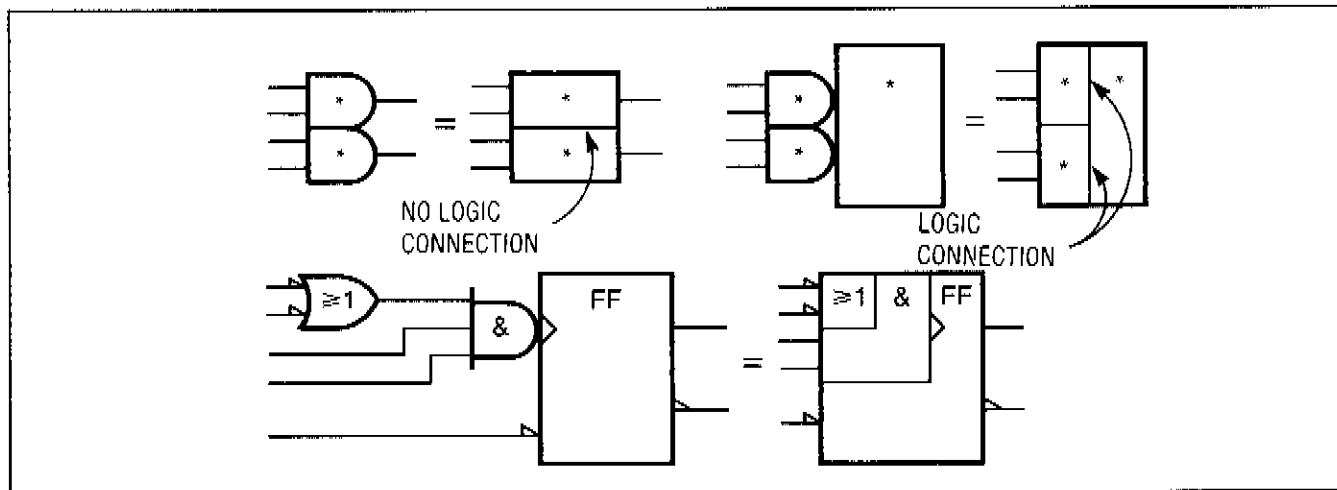 * = * * = * *
* * *
NO LOGIC
CONNECTION
LOGIC
CONNECTION
≥1 & FF = ≥1 & FF